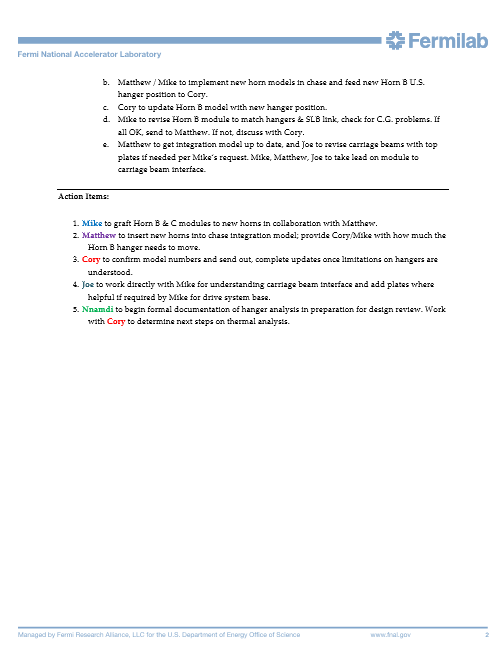 Fermilab
Fermi National Accelerator Laboratory
b. Matthew / Mike to implement new horn models in chase and feed new Horn B U.S.
hanger position to Cory.
c. Cory to update Horn B model with new hanger position.
d. Mike to revise Horn B module to match hangers & SLB link, check for C.G. problems. If
all OK, send to Matthew. If not, discuss with Cory.
e. Matthew to get integration model up to date, and Joe to revise carriage beams with top
plates if needed per Mike's request. Mike, Matthew, Joe to take lead on module to
carriage beam interface.
Action Items:
1. Mike to graft Horn B & C modules to new horns in collaboration with Matthew.
2. Matthew to insert new horns into chase integration model; provide Cory/Mike with how much the
Horn B hanger needs to move.
3. Cory to confirm model numbers and send out, complete updates once limitations on hangers are
understood.
4. Joe to work directly with Mike for understanding carriage beam interface and add plates where
helpful if required by Mike for drive system base.
5. Nnamdi to begin formal documentation of hanger analysis in preparation for design review. Work
with Cory to determine next steps on thermal analysis.
Managed by Fermi Research Alliance, LLC for the U.S. Department of Energy Office of Science www.fnal.gov 2